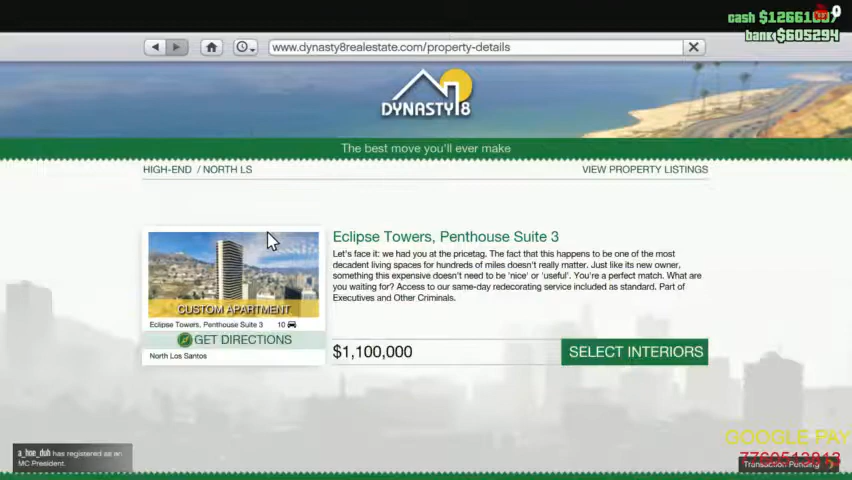 cash $12661007
bank $605294
www.dynasty8realestate.com/property-details
DYNASTY8
The best move you'll ever make
HIGH-END / NORTH LS
VIEW PROPERTY LISTINGS
Eclipse Towers, Penthouse Suite 3
Let's face it: we had you at the pricetag. The fact that this happens to be one of the most
decadent living spaces for hundreds of miles doesn't really matter. Just like its new owner,
something this expensive doesn't need to be 'nice' or 'useful'. You're a perfect match. What are
you waiting for? Access to our same-day redecorating service included as standard. Part of
Executives and Other Criminals.
CUSTOM APARTMENT
Eclipse Towers, Penthouse Suite 3 10
GET DIRECTIONS
North Los Santos
$1,100,000
SELECT INTERIORS
a_bon_dub has registered as an
MC President.
GOOGLE PAY
Transaction Pending